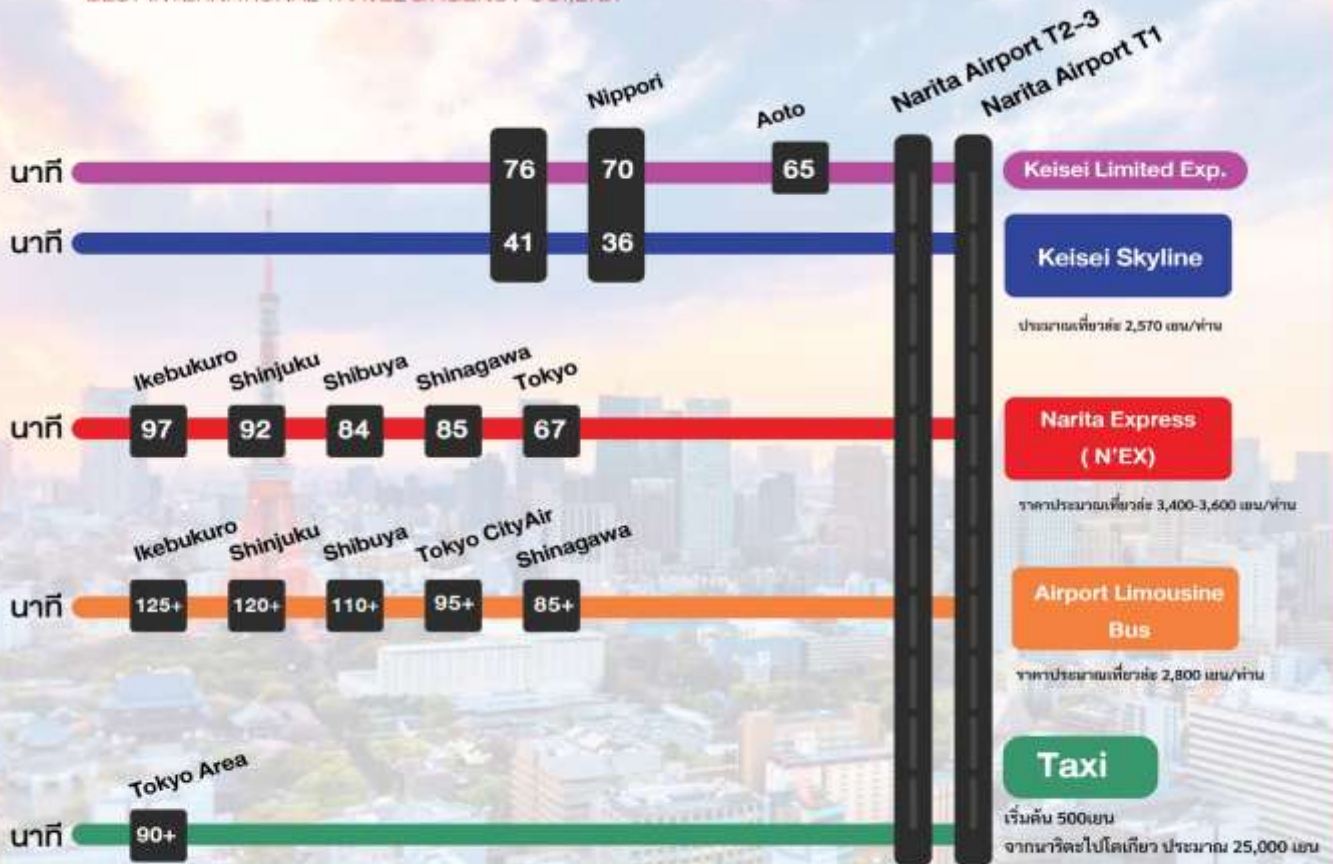 Nippori
Aoto
Narita Airport T2-3
Narita Airport T1
นาที
76
70
65
Keisei Limited Exp.
นาที
41
36
Keisei Skyline
ประมาณเที่ยวล่ะ 2,570 เยน/ท่าน
Ikebukuro
Shinjuku
Shibuya
Shinagawa
Tokyo
นาที
97
92
84
85
67
Narita Express
( N'EX)
ราคาประมาณเที่ยวล่ะ 3,400-3,600 เยน/ท่าน
Ikebukuro
Shinjuku
Shibuya
Tokyo CityAir
Shinagawa
นาที
125+
120+
110+
95+
85+
Airport Limousine
Bus
ราคาประมาณเที่ยวล่ะ 2,800 เยน/ท่าน
Tokyo Area
นาที
90+
Taxi
เริ่มต้น 500เยน
จากนาริตะไปโตเกียว ประมาณ 25,000 เยน